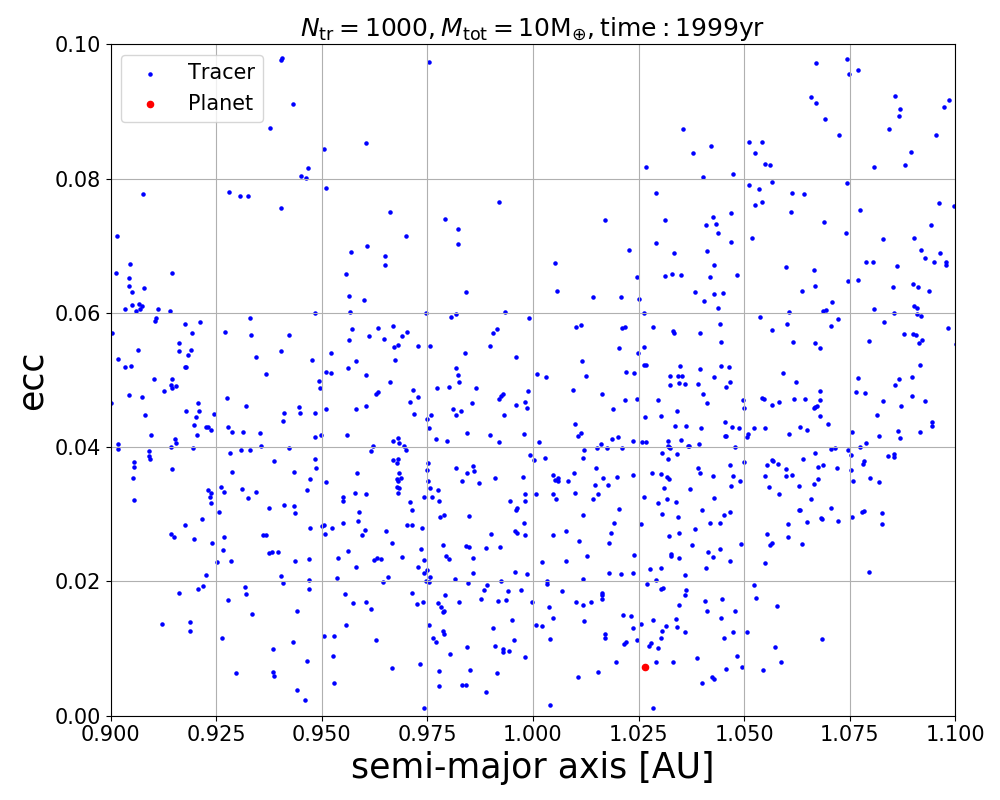 N_tr = 1000, M_tot = 10M_⊕, time : 1999yr
Tracer
Planet
0.10
0.08
0.06
0.04
0.02
0.00
ecc
0.900 0.925 0.950 0.975 1.000 1.025 1.050 1.075 1.100
semi-major axis [AU]